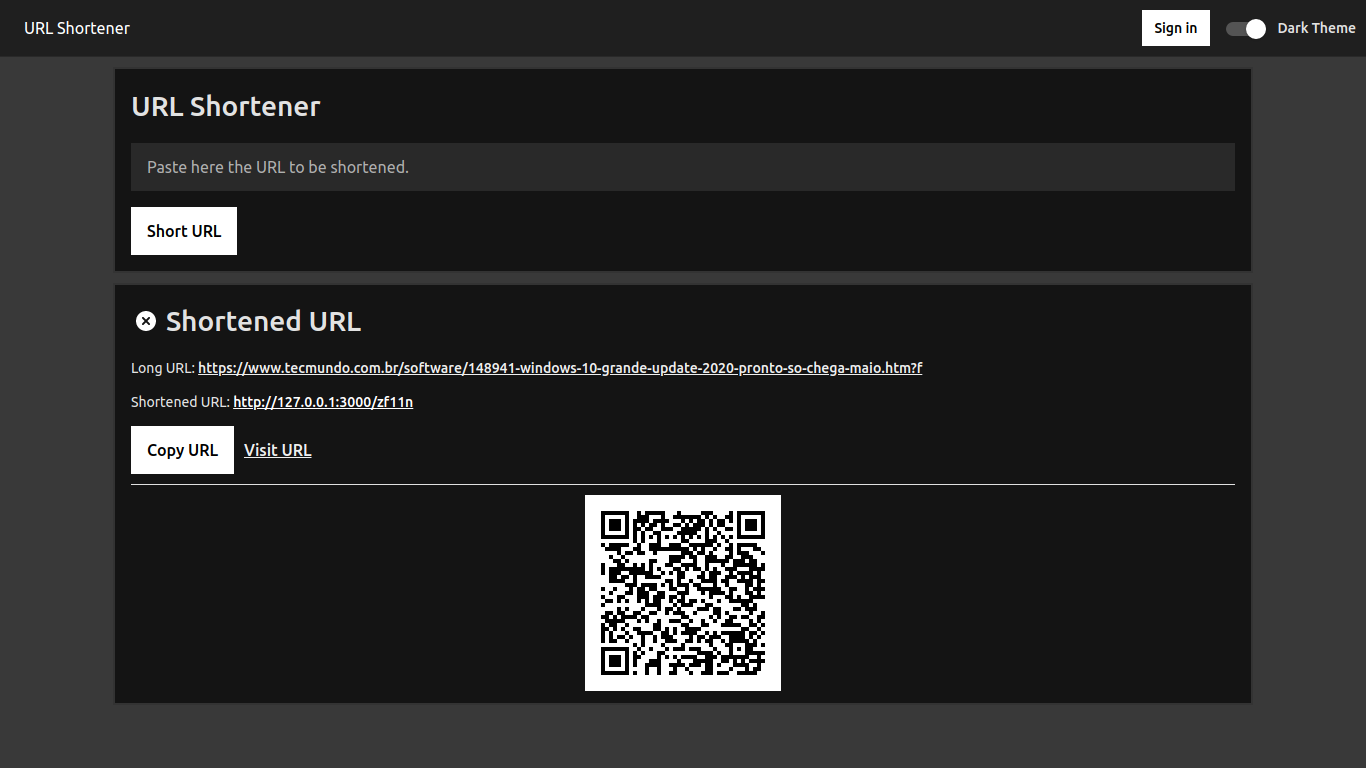 URL Shortener
Sign in
Dark Theme
URL Shortener
Paste here the URL to be shortened.
Short URL
Shortened URL
Long URL: https://www.tecmundo.com.br/software/148941-windows-10-grande-update-2020-pronto-so-chega-maio.htm?f
Shortened URL: http://127.0.0.1:3000/zf11n
Copy URL
Visit URL